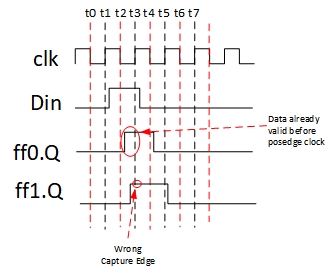 t0 t1 t2 t3 t4 t5 t6 t7
clk
Din
Data already
valid before
posedge clock
ff0.Q
ff1.Q
Wrong
Capture Edge